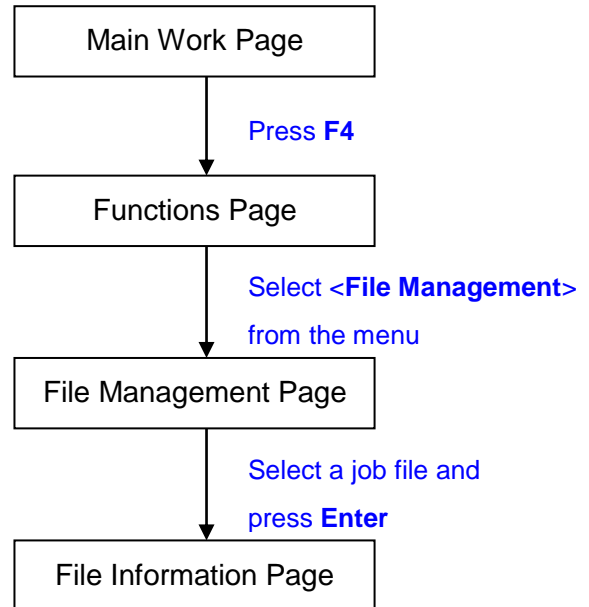 Main Work Page
Press F4
Functions Page
Select <File Management>
from the menu
File Management Page
Select a job file and
press Enter
File Information Page